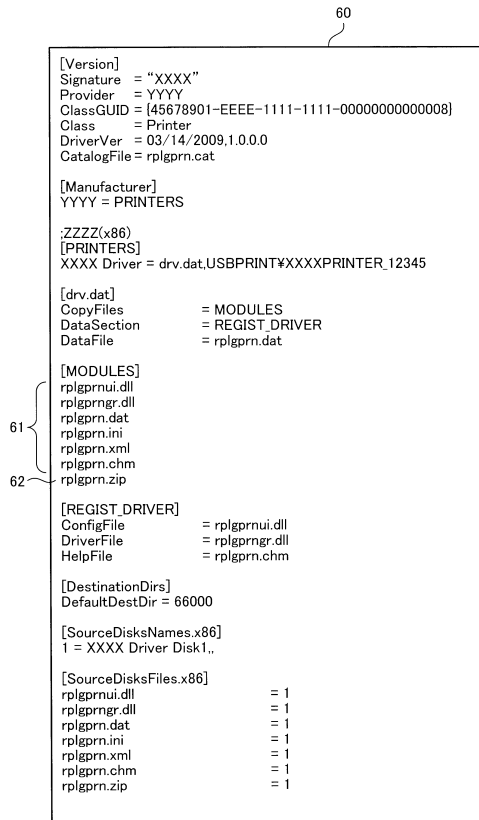 60
[Version]
Signature = “XXXX”
Provider = YYYY
ClassGUID = {45678901-EEEE-1111-1111-00000000000008}
Class = Printer
DriverVer = 03/14/2009,1.0.0.0
CatalogFile = rplgprn.cat
[Manufacturer]
YYYY = PRINTERS
;ZZZZ(x86)
[PRINTERS]
XXXX Driver = drv.dat,USBPRINT¥XXXXPRINTER_12345
[drv.dat]
CopyFiles = MODULES
DataSection = REGIST_DRIVER
DataFile = rplgprn.dat
[MODULES]
rplgprnui.dll
rplgprngr.dll
rplgprn.dat
61 rplgprn.ini
rplgprn.xml
rplgprn.chm
62 rplgprn.zip
[REGIST_DRIVER]
ConfigFile = rplgprnui.dll
DriverFile = rplgprngr.dll
HelpFile = rplgprn.chm
[DestinationDirs]
DefaultDestDir = 66000
[SourceDisksNames.x86]
1 = XXXX Driver Disk1,,
[SourceDisksFiles.x86]
rplgprnui.dll = 1
rplgprngr.dll = 1
rplgprn.dat = 1
rplgprn.ini = 1
rplgprn.xml = 1
rplgprn.chm = 1
rplgprn.zip = 1